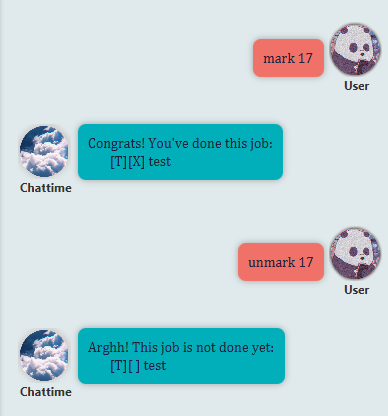 mark 17
User
Congrats! You've done this job:
[T][X] test
Chattime
unmark 17
User
Arghh! This job is not done yet:
[T][ ] test
Chattime